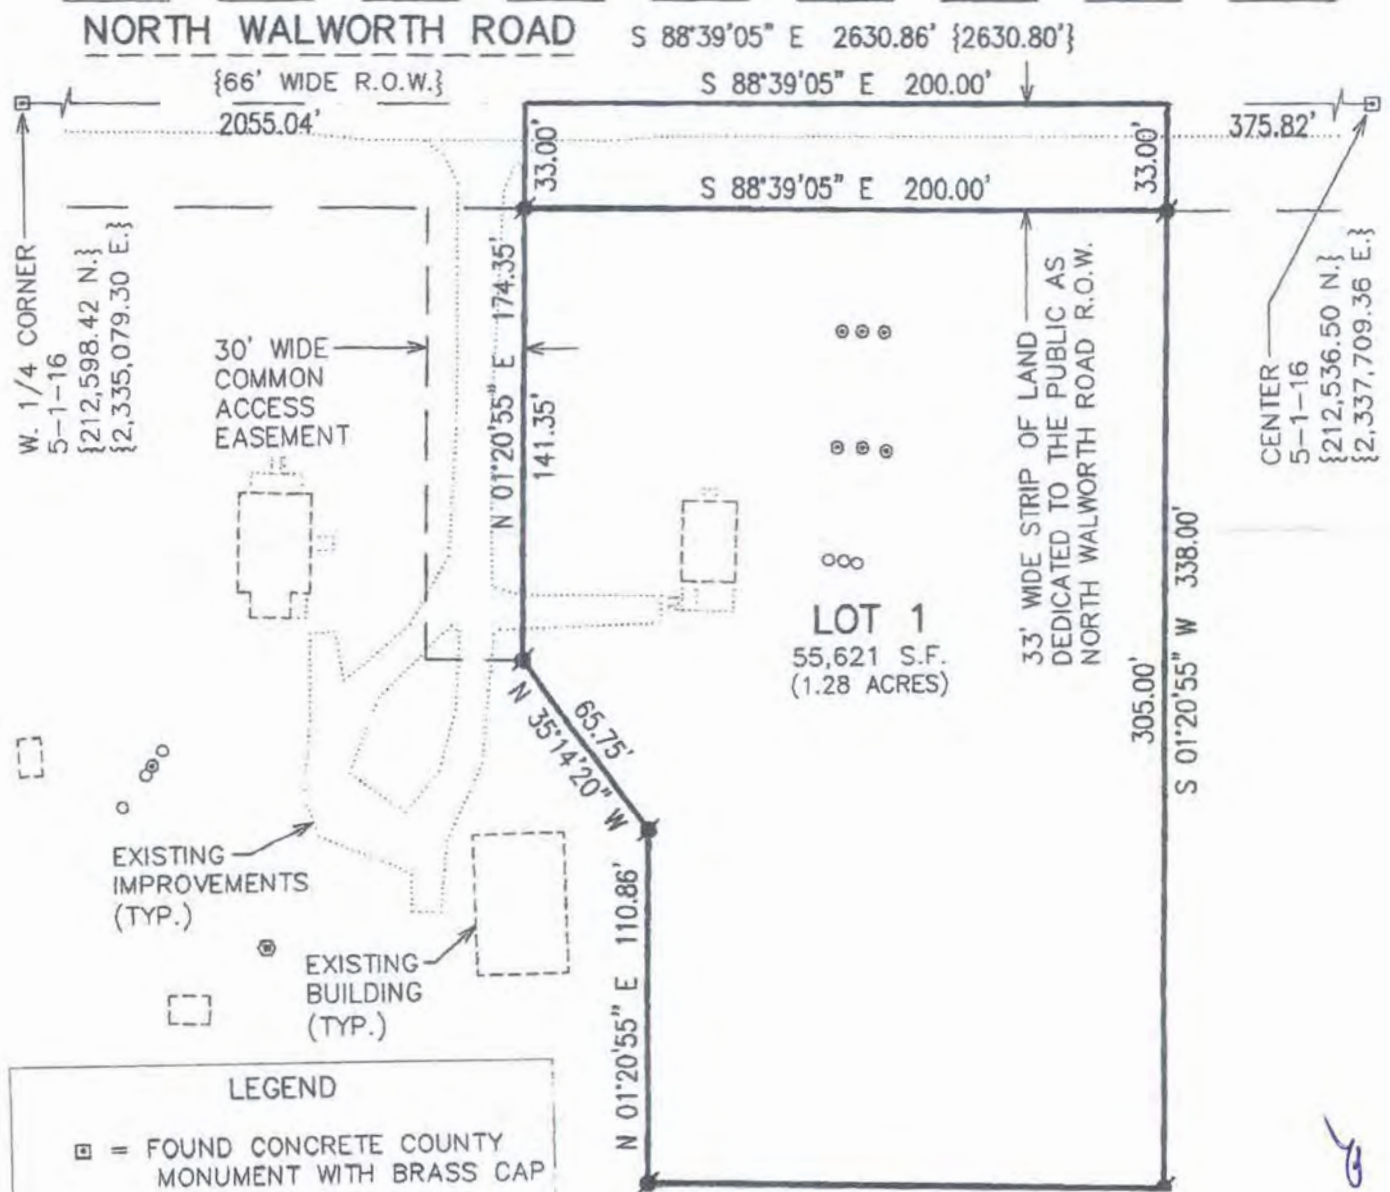 NORTH WALWORTH ROAD
S 88°39'05" E 2630.86' {2630.80'}
{66' WIDE R.O.W.}
S 88°39'05" E 200.00'
2055.04'
375.82'
33.00'
33.00'
S 88°39'05" E 200.00'
W. 1/4 CORNER
5-1-16
{212,598.42 N.}
{2,335,079.30 E.}
30' WIDE
COMMON
ACCESS
EASEMENT
N 01°20'55" E 174.35'
141.35'
33' WIDE STRIP OF LAND
DEDICATED TO THE PUBLIC AS
NORTH WALWORTH ROAD R.O.W.
CENTER
5-1-16
{212,536.50 N.}
{2,337,709.36 E.}
LOT 1
55,621 S.F.
(1.28 ACRES)
305.00'
S 01°20'55" W 338.00'
65.75'
N 35°14'20" W
EXISTING
IMPROVEMENTS
(TYP.)
W
EXISTING
BUILDING
(TYP.)
N 01°20'55" E 110.86'
LEGEND
= FOUND CONCRETE COUNTY
MONUMENT WITH BRASS CAP